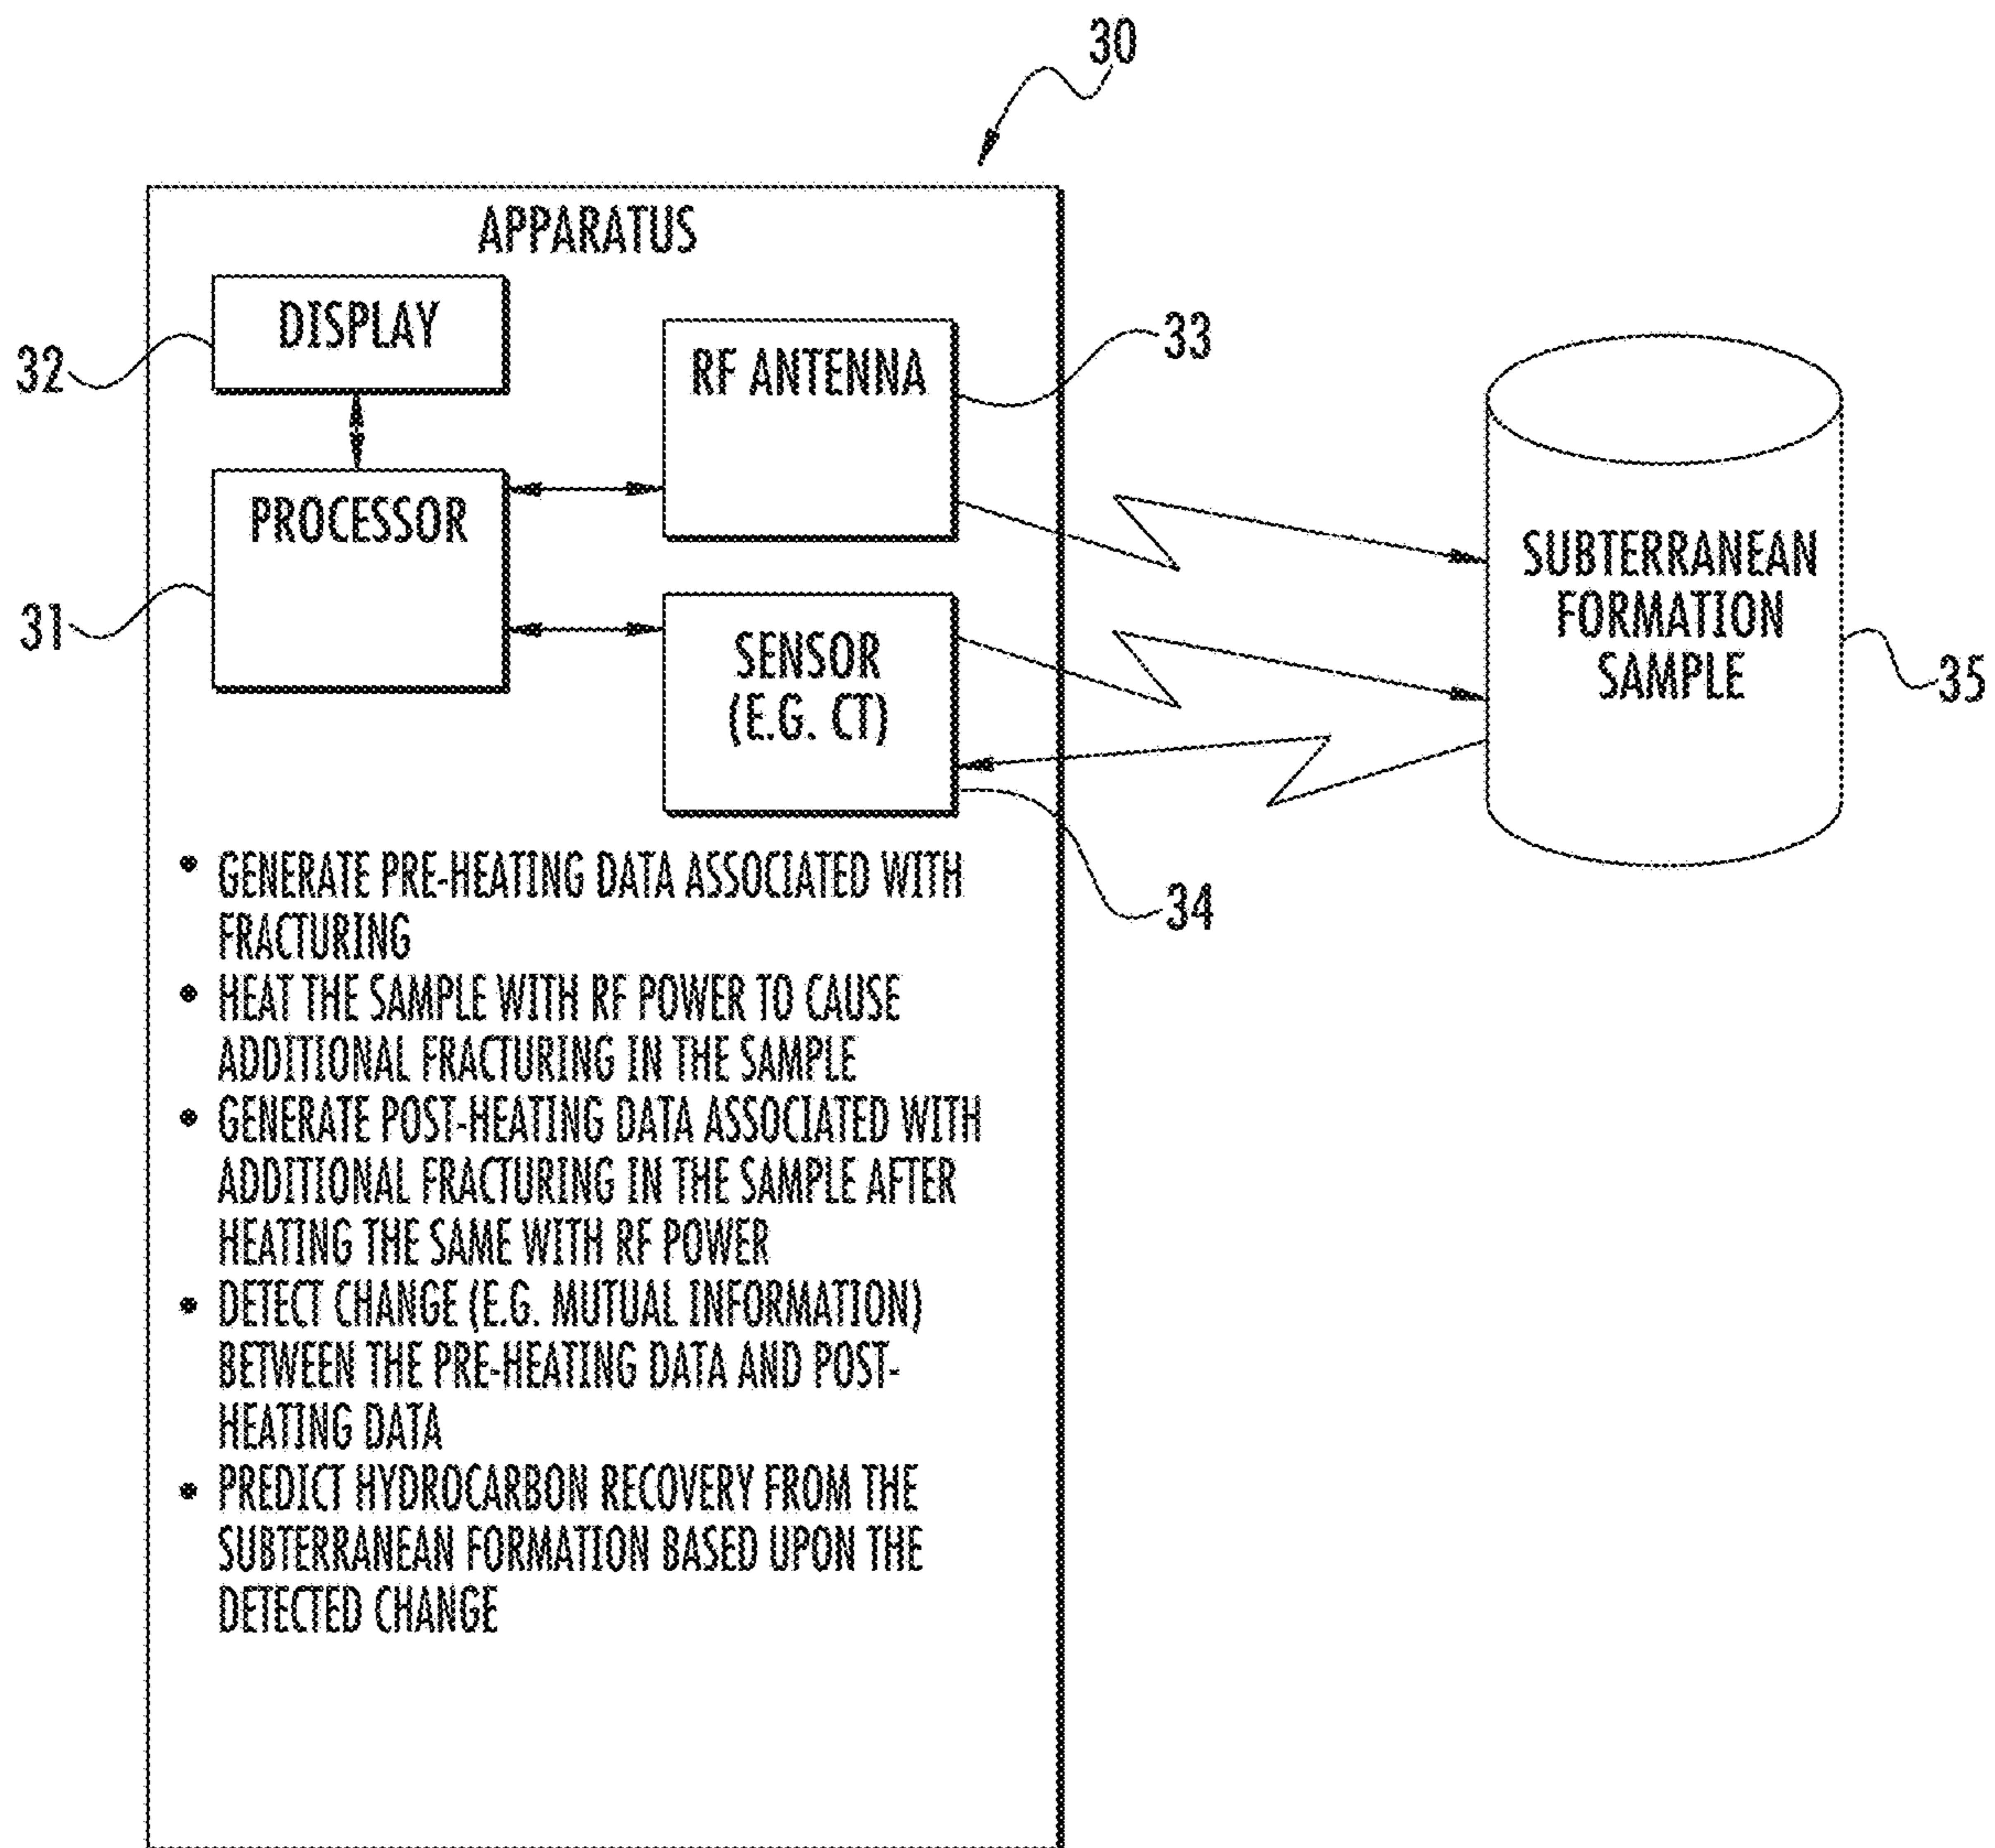 30
APPARATUS
DISPLAY
32
RF ANTENNA
33
PROCESSOR
31
SENSOR
(E.G. CT)
34
SUBTERRANEAN
FORMATION
SAMPLE
35
• GENERATE PRE-HEATING DATA ASSOCIATED WITH
FRACTURING
• HEAT THE SAMPLE WITH RF POWER TO CAUSE
ADDITIONAL FRACTURING IN THE SAMPLE
• GENERATE POST-HEATING DATA ASSOCIATED WITH
ADDITIONAL FRACTURING IN THE SAMPLE AFTER
HEATING THE SAME WITH RF POWER
• DETECT CHANGE (E.G. MUTUAL INFORMATION)
BETWEEN THE PRE-HEATING DATA AND POST-
HEATING DATA
• PREDICT HYDROCARBON RECOVERY FROM THE
SUBTERRANEAN FORMATION BASED UPON THE
DETECTED CHANGE